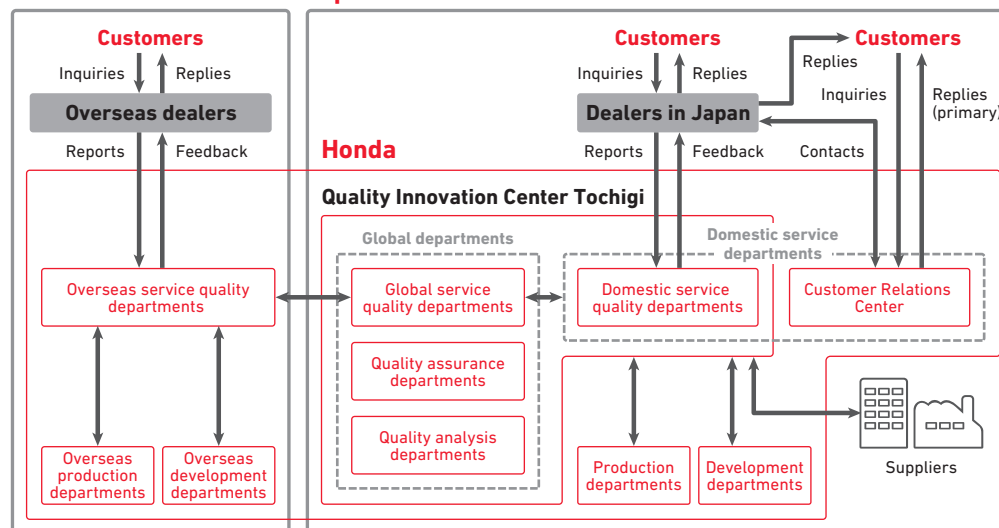 Customers
Inquiries
Replies
Overseas dealers
Reports
Feedback
Overseas service quality
departments
Overseas
production
departments
Overseas
development
departments
Customers
Inquiries
Replies
Dealers in Japan
Reports
Feedback
Customers
Replies
Inquiries
Replies
(primary)
Contacts
Honda
Quality Innovation Center Tochigi
Global departments
Global service
quality departments
Quality assurance
departments
Quality analysis
departments
Domestic service
departments
Domestic service
quality departments
Customer Relations
Center
Production
departments
Development
departments
Suppliers